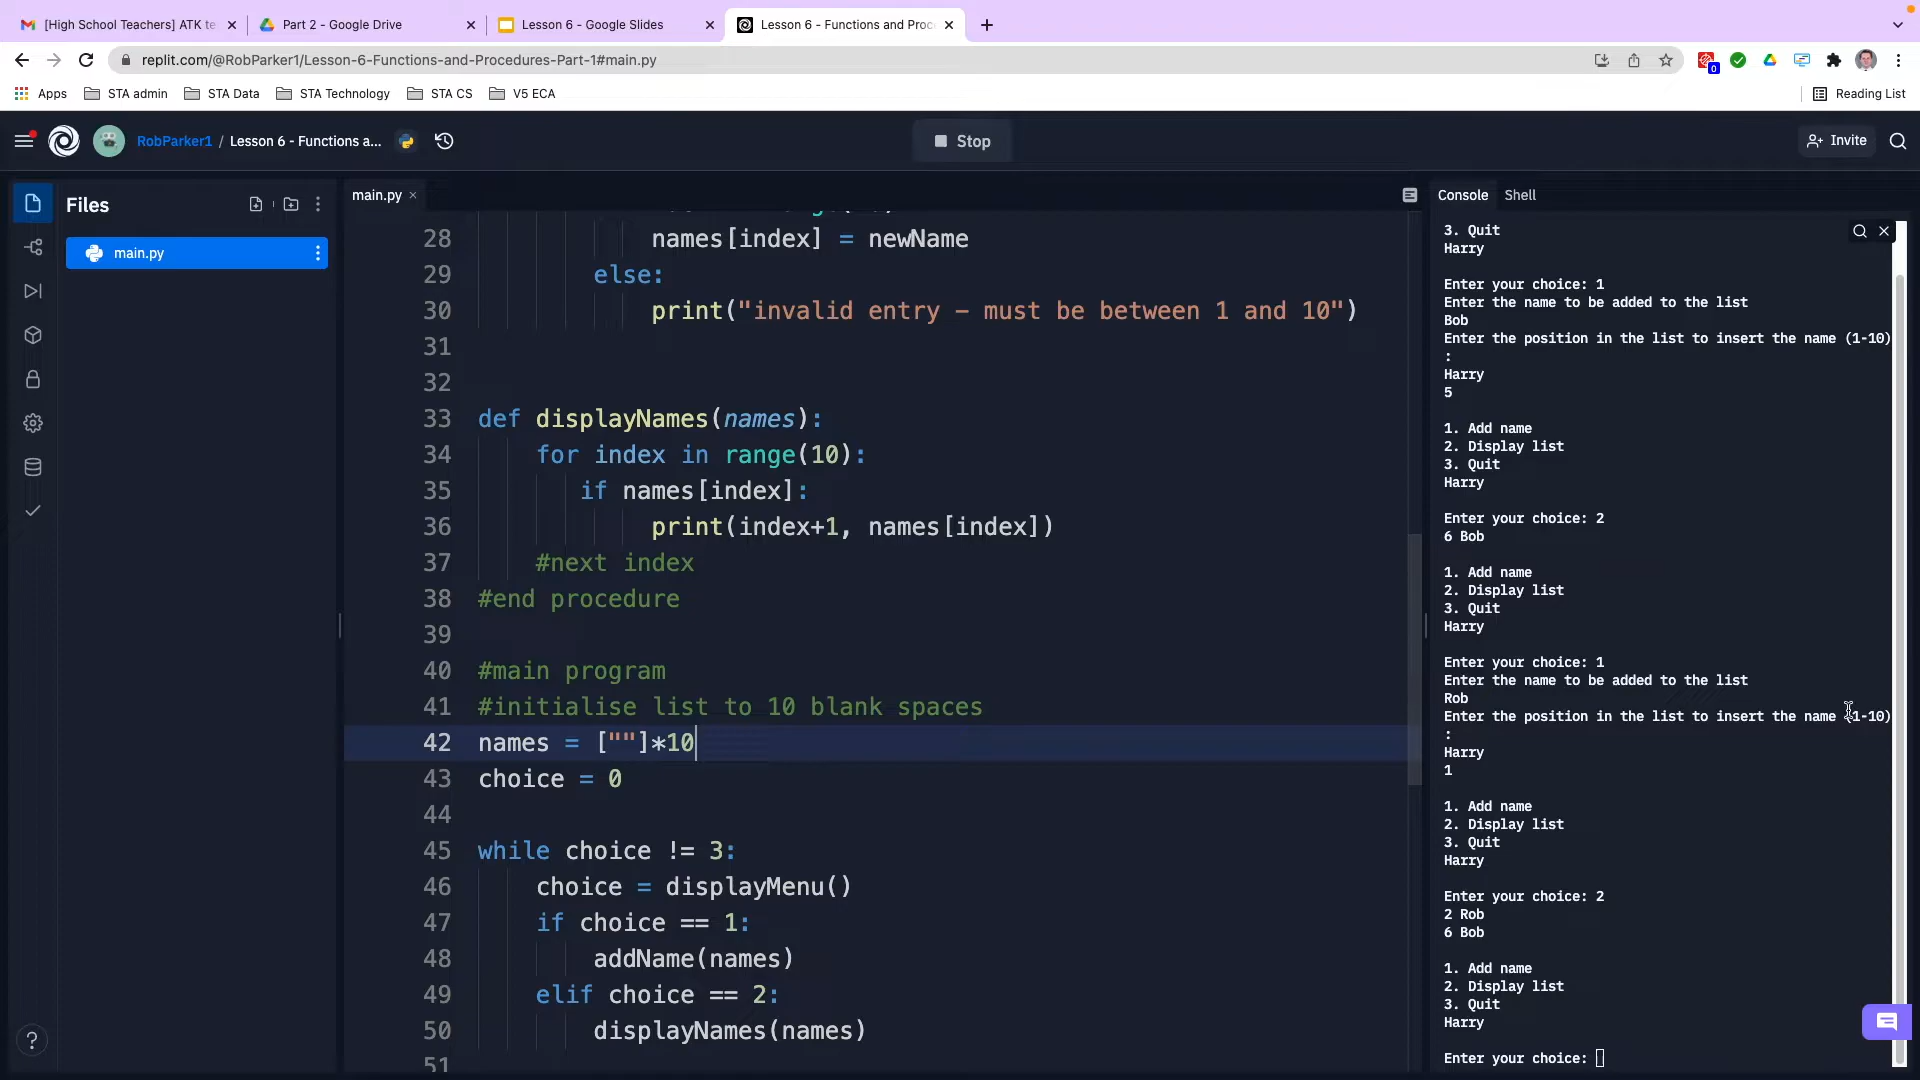 [High School Teachers] ATK te
Part 2 - Google Drive
Lesson 6 - Google Slides
Lesson 6 - Functions and Proc
replit.com/@RobParker1/Lesson-6-Functions-and-Procedures-Part-1#main.py
0
Apps
STA admin
STA Data
STA Technology
STA CS
V5 ECA
Reading List
RobParker1 / Lesson 6 - Functions a...
Stop
Invite
Files
main.py
main.py
28 names[index] = newName
29 else:
30 print("invalid entry - must be between 1 and 10")
31
32
33 def displayNames(names):
34 for index in range(10):
35 if names[index]:
36 print(index+1, names[index])
37 #next index
38 #end procedure
39
40 #main program
41 #initialise list to 10 blank spaces
42 names = [""]*10
43 choice = 0
44
45 while choice != 3:
46 choice = displayMenu()
47 if choice == 1:
48 addName(names)
49 elif choice == 2:
50 displayNames(names)
51
Console
Shell
3. Quit
Harry
Enter your choice: 1
Enter the name to be added to the list
Bob
Enter the position in the list to insert the name (1-10)
:
Harry
5
1. Add name
2. Display list
3. Quit
Harry
Enter your choice: 2
6 Bob
1. Add name
2. Display list
3. Quit
Harry
Enter your choice: 1
Enter the name to be added to the list
Rob
Enter the position in the list to insert the name (1-10)
:
Harry
1
1. Add name
2. Display list
3. Quit
Harry
Enter your choice: 2
2 Rob
6 Bob
1. Add name
2. Display list
3. Quit
Harry
Enter your choice: